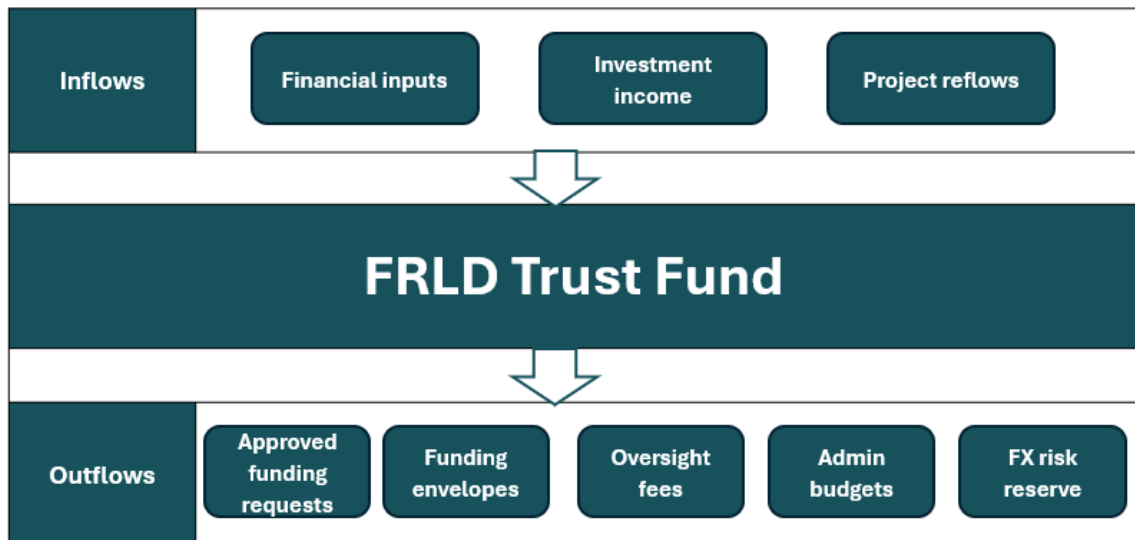 Inflows
Financial inputs
Investment
income
Project reflows
FRLD Trust Fund
Outflows
Approved
funding
requests
Funding
envelopes
Oversight
fees
Admin
budgets
FX risk
reserve